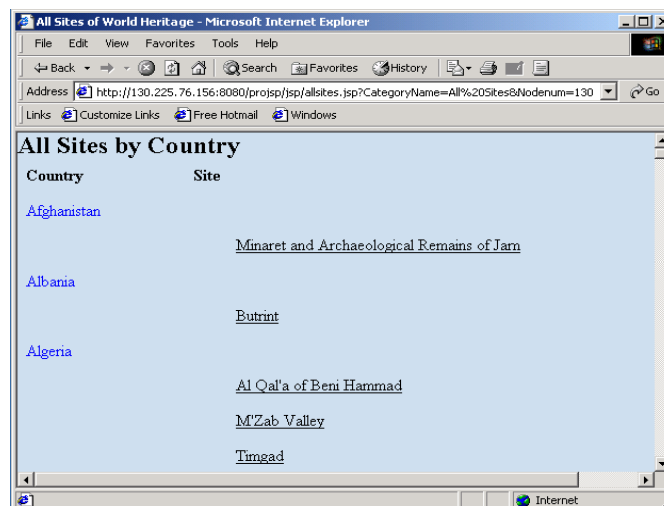 All Sites of World Heritage - Microsoft Internet Explorer
File Edit View Favorites Tools Help
Back Search Favorites History
Address http://130.225.76.156:8080/projsp/jsp/allsites.jsp?CategoryName=All%20Sites&Nodenum=130 Go
Links Customize Links Free Hotmail Windows
All Sites by Country
Country Site
Afghanistan
Minaret and Archaeological Remains of Jam
Albania
Butrint
Algeria
Al Qal'a of Beni Hammad
M'Zab Valley
Timgad
Internet